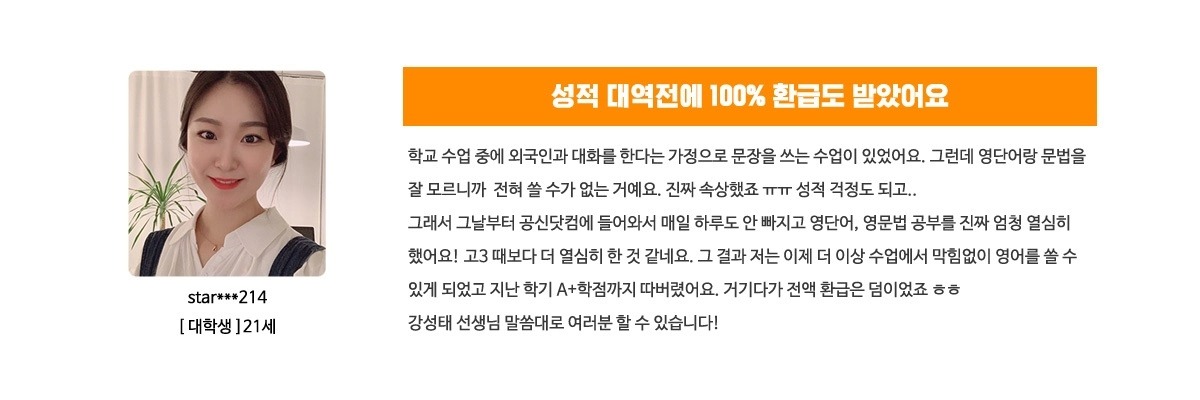 성적 대역전에 100% 환급도 받았어요
학교 수업 중에 외국인과 대화를 한다는 가정으로 문장을 쓰는 수업이 있었어요. 그런데 영단어랑 문법을
잘 모르니까 전혀 쓸 수가 없는 거예요. 진짜 속상했죠 ㅠㅠ 성적 걱정도 되고..
그래서 그날부터 공신닷컴에 들어와서 매일 하루도 안 빠지고 영단어, 영문법 공부를 진짜 엄청 열심히
했어요! 고3 때보다 더 열심히 한 것 같네요. 그 결과 저는 이제 더 이상 수업에서 막힘없이 영어를 쓸 수
있게 되었고 지난 학기 A+학점까지 따버렸어요. 거기다가 전액 환급은 덤이었죠 ㅎㅎ
강성태 선생님 말씀대로 여러분 할 수 있습니다!
star***214
[ 대학생 ] 21세